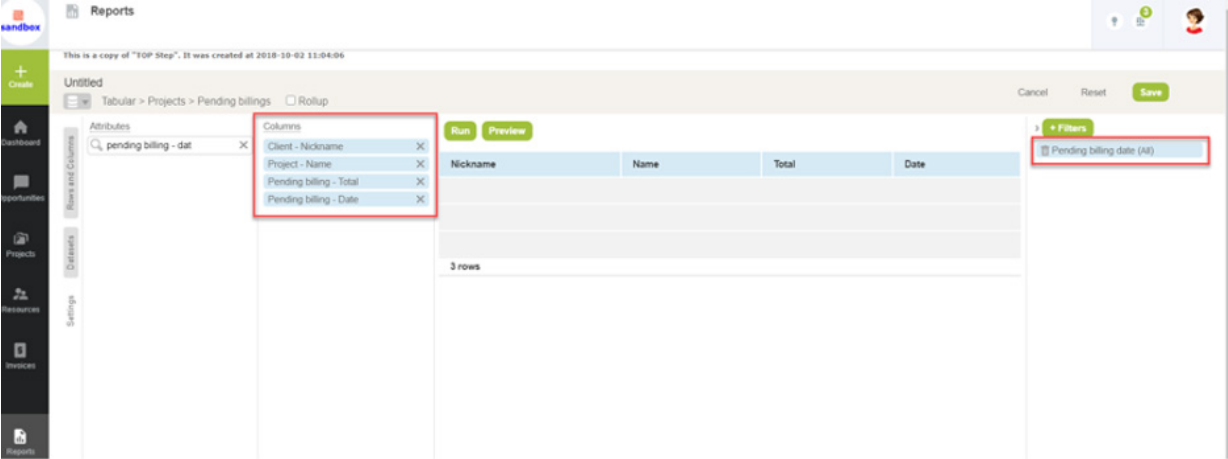 sandbox
Reports
3
This is a copy of "TOP Step". It was created at 2018-10-02 11:04:06
Create
Untitled
Tabular > Projects > Pending billings Rollup
Cancel Reset Save
Dashboard
Opportunities
Projects
Resources
Invoices
Reports
Rows and Columns
Datasets
Settings
Attributes
pending billing - dat X
Columns
Client - Nickname X
Project - Name X
Pending billing - Total X
Pending billing - Date X
Run Preview
Nickname Name Total Date
3 rows
> + Filters
Pending billing date (All)